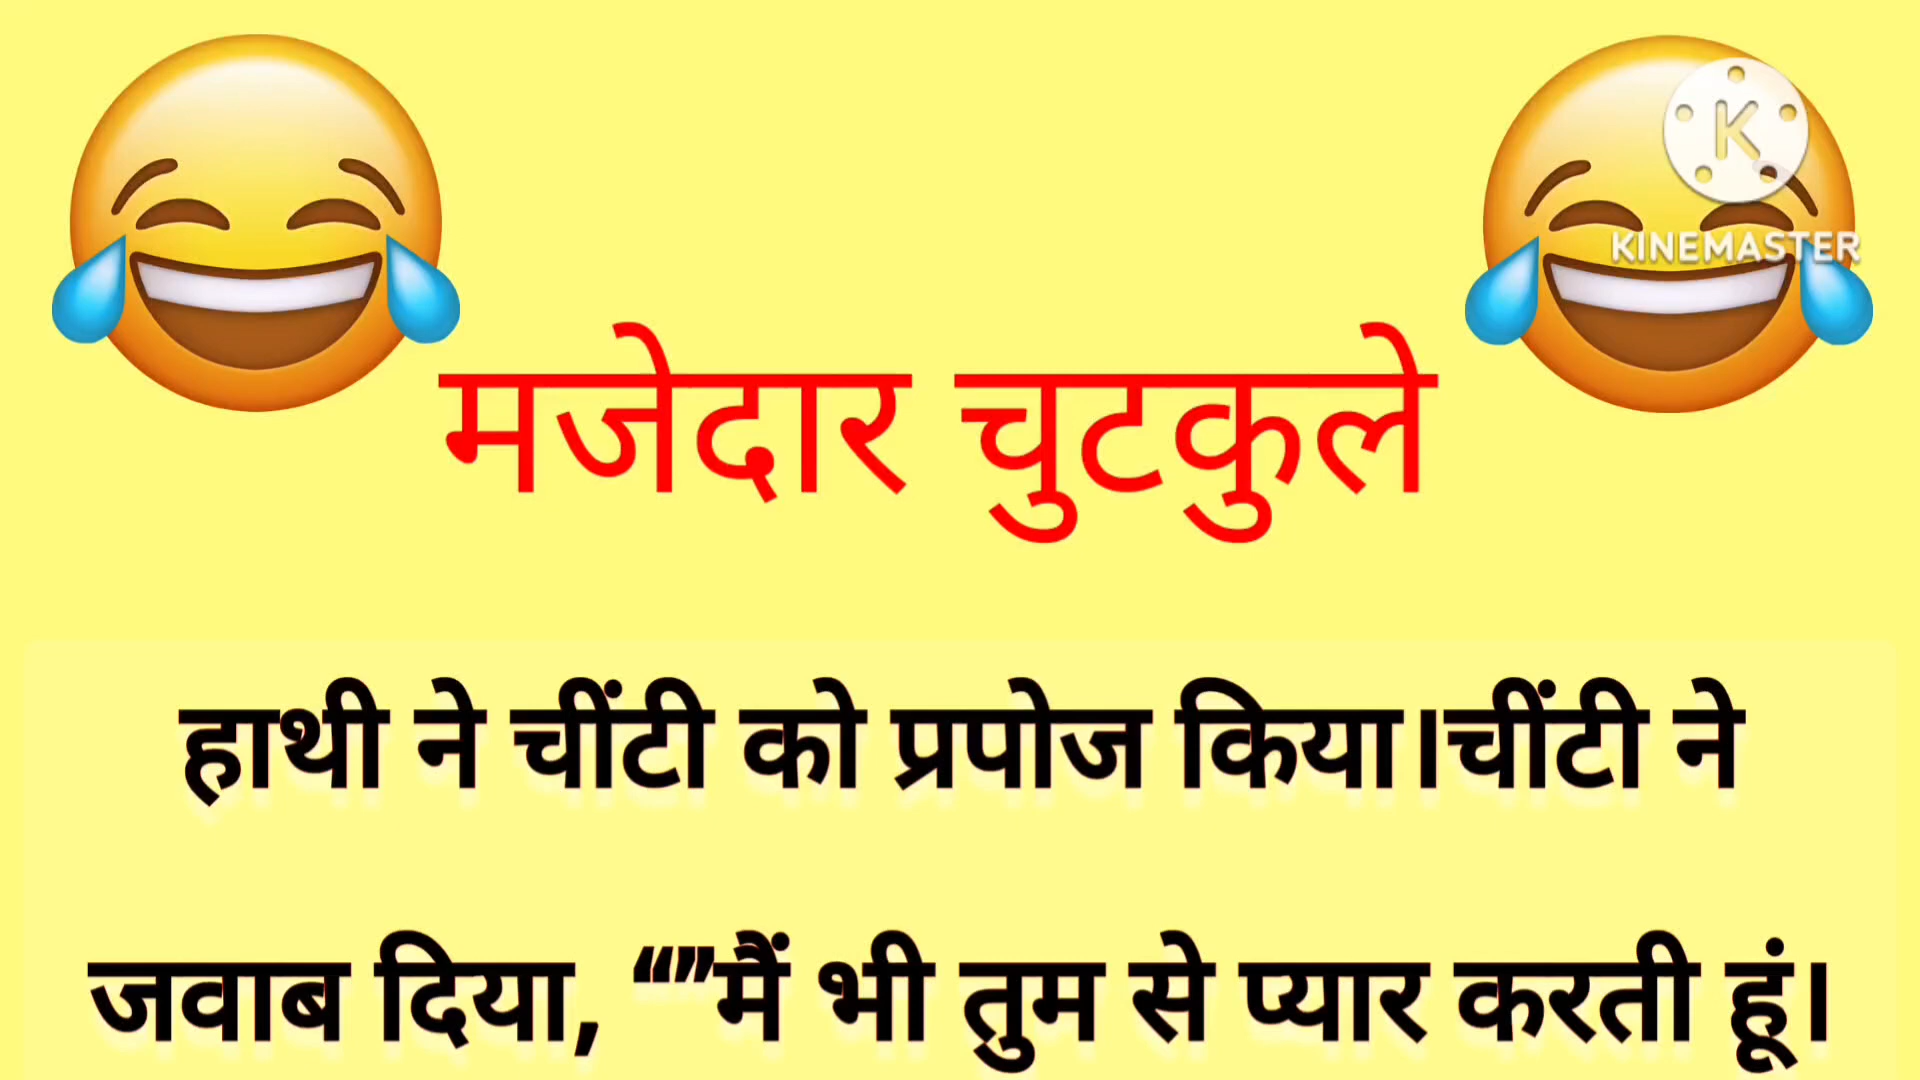 K
KINEMASTER
मजेदार चुटकुले
हाथी ने चींटी को प्रपोज किया।चींटी ने
जवाब दिया, “”मैं भी तुम से प्यार करती हूं।